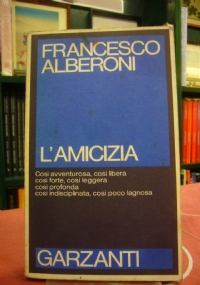 FRANCESCO
ALBERONI
L'AMICIZIA
Così avventurosa, così libera
così forte, così leggera
così profonda
così indisciplinata, così poco lagnosa
GARZANTI